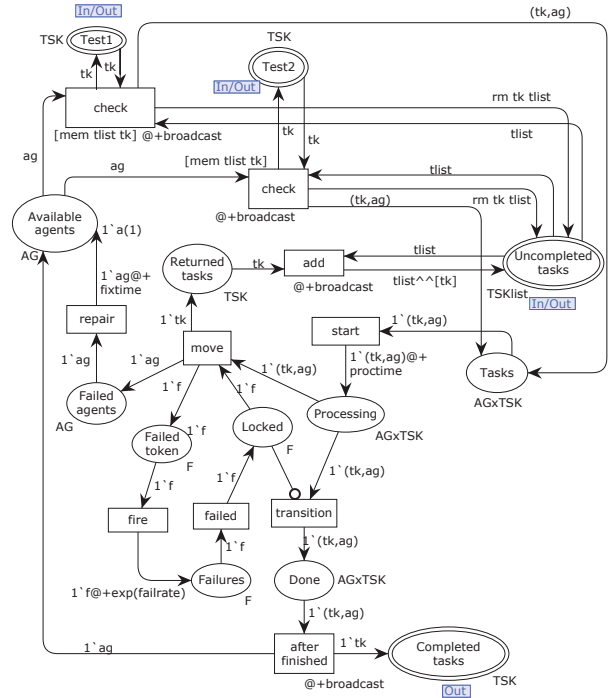 In/Out
(tk,ag)
TSK
Test1
TSK
tk
tk
Test2
In/Out
check
rm tk tlist
[mem tlist tk]
@+broadcast
tk
tlist
tk
ag
ag
[mem tlist tk]
check
tlist
(tk,ag)
rm tk tlist
@+broadcast
Available
agents
1`a(1)
AG
Returned
tasks
tk
add
tlist
Uncompleted
tasks
1`ag@+
fixtime
TSK
@+broadcast
tlist^^[tk]
TSKlist
In/Out
repair
1`tk
start
1`(tk,ag)
move
1`ag
1`ag
1`(tk,ag)
1`(tk,ag)@+
proctime
Tasks
Failed
agents
1`f
1`f
AGxTSK
AG
Failed
token
1`f
F
Locked
F
Processing
AGxTSK
1`f
1`f
1`(tk,ag)
fire
failed
transition
1`f
1`(tk,ag)
1`f@+exp(failrate)
Failures
F
Done
AGxTSK
1`(tk,ag)
1`ag
after
finished
1`tk
Completed
tasks
@+broadcast
Out
TSK